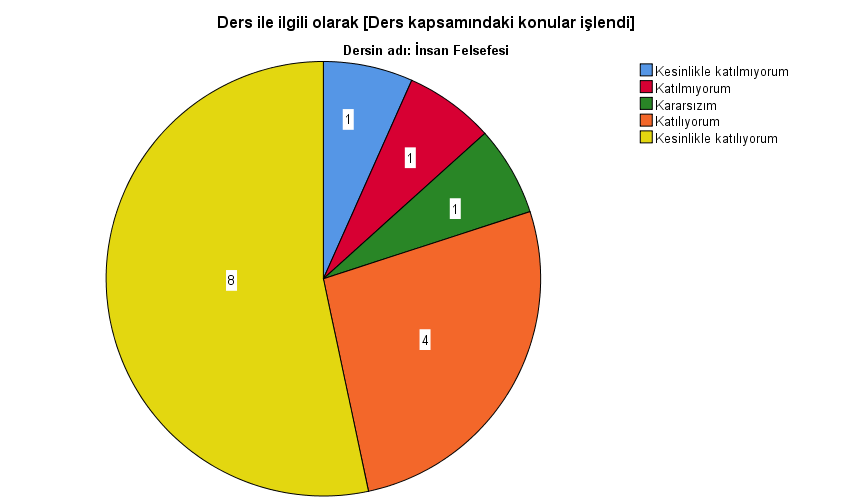 Ders ile ilgili olarak [Ders kapsamındaki konular işlendi]
Dersin adı: İnsan Felsefesi
Kesinlikle katılmıyorum
Katılmıyorum
Kararsızım
Katılıyorum
Kesinlikle katılıyorum
1
1
1
8
4